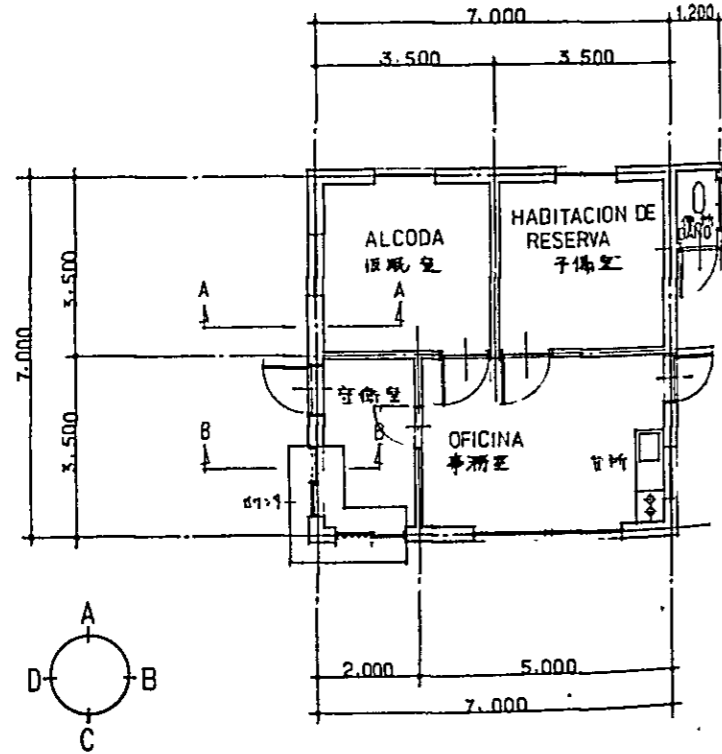 7.000
1.200
3.500
3.500
ALCODA
仮眠室
HABITACION DE
RESERVA
予備室
BAÑO
3.500
7.000
3.500
A
A
守衛室
B
B
OFICINA
事務室
台所
A
D
B
C
2.000
5.000
7.000